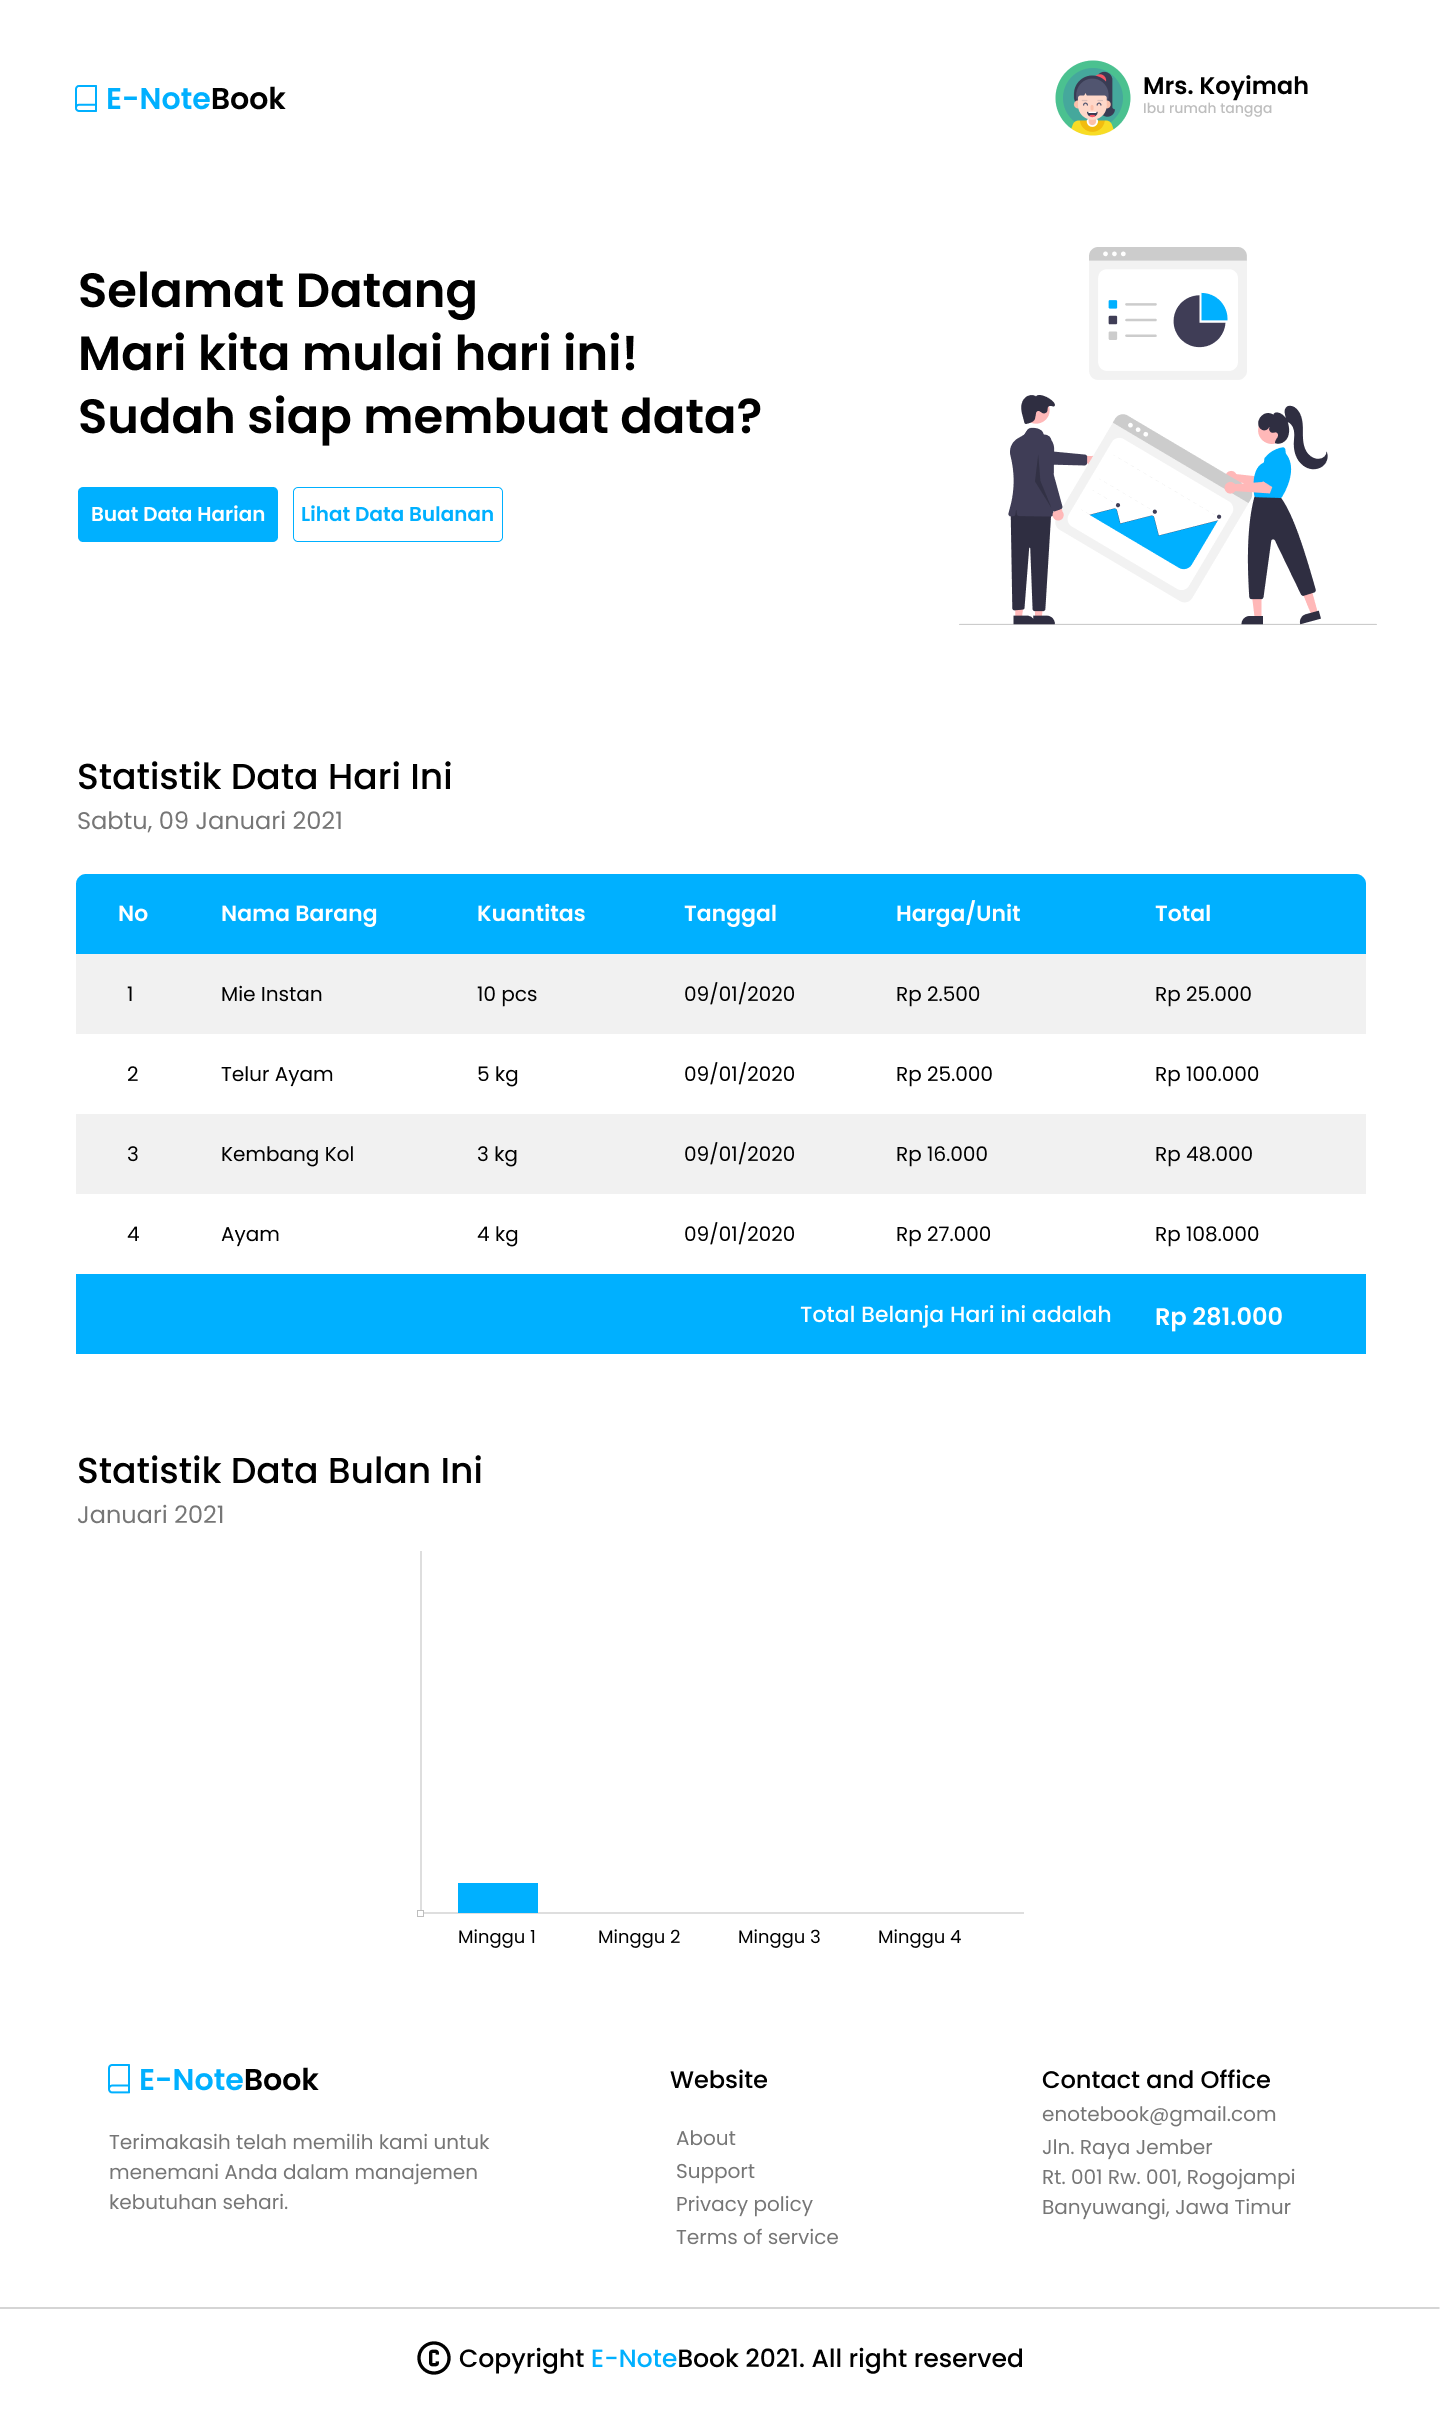 E-NoteBook
Mrs. Koyimah
Ibu rumah tangga
Selamat Datang
Mari kita mulai hari ini!
Sudah siap membuat data?
Buat Data Harian
Lihat Data Bulanan
Statistik Data Hari Ini
Sabtu, 09 Januari 2021
No Nama Barang Kuantitas Tanggal Harga/Unit Total
1 Mie Instan 10 pcs 09/01/2020 Rp 2.500 Rp 25.000
2 Telur Ayam 5 kg 09/01/2020 Rp 25.000 Rp 100.000
3 Kembang Kol 3 kg 09/01/2020 Rp 16.000 Rp 48.000
4 Ayam 4 kg 09/01/2020 Rp 27.000 Rp 108.000
Total Belanja Hari ini adalah Rp 281.000
Statistik Data Bulan Ini
Januari 2021
Minggu 1 Minggu 2 Minggu 3 Minggu 4
E-NoteBook
Terimakasih telah memilih kami untuk
menemani Anda dalam manajemen
kebutuhan sehari.
Website
About
Support
Privacy policy
Terms of service
Contact and Office
enotebook@gmail.com
Jln. Raya Jember
Rt. 001 Rw. 001, Rogojampi
Banyuwangi, Jawa Timur
© Copyright E-NoteBook 2021. All right reserved